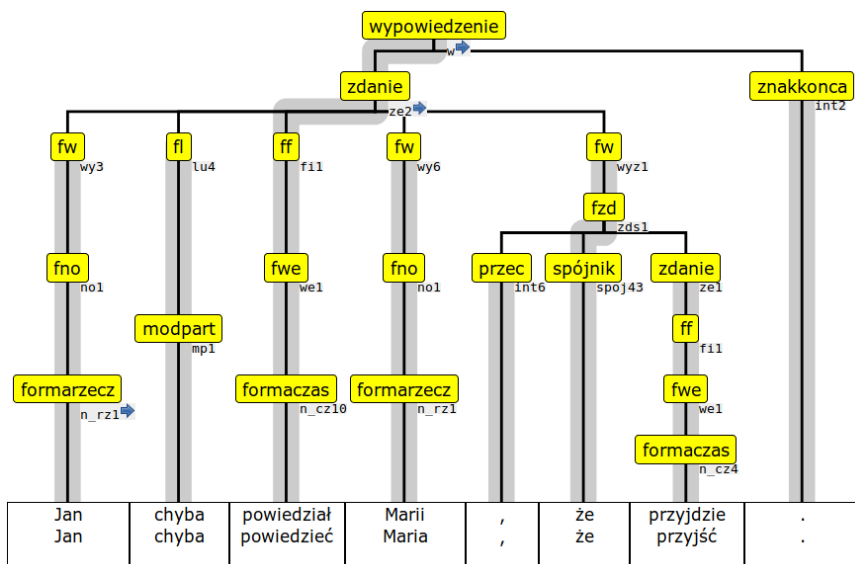 wypowiedzenie
w
zdanie znakkonca
ze2 int2
fw fl ff fw fw
wy3 lu4 fi1 wy6 wyz1
fzd
zds1
fno fwe fno przec spójnik zdanie
no1 we1 no1 int6 spoj43 ze1
modpart ff
mp1 fi1
formarzecz formaczas formarzecz fwe
n_rz1 n_cz10 n_rz1 we1
formaczas
n_cz4
Jan chyba powiedział Marii , że przyjdzie .
Jan chyba powiedzieć Maria , że przyjść .